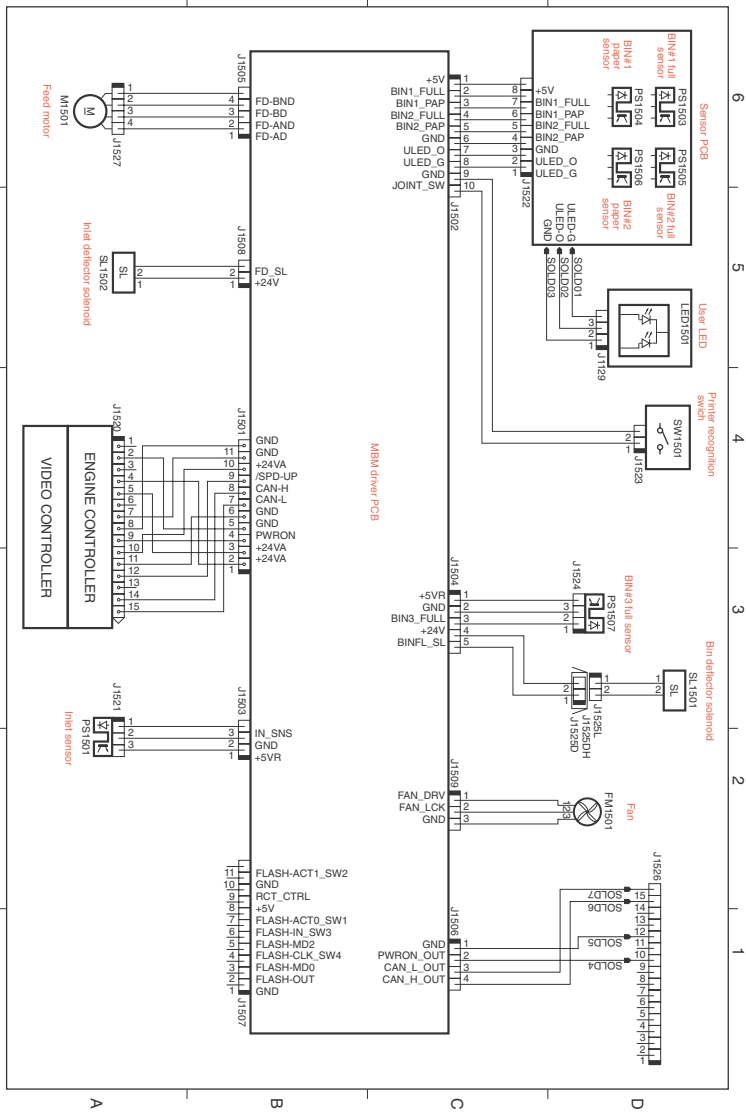 6
5
4
3
2
1
A
B
C
D
Sensor PCB
BIN#1 full
sensor
PS1503
BIN#1
paper
sensor
PS1504
PS1505
BIN#2 full
sensor
PS1506
BIN#2
paper
sensor
+5V
BIN1_FULL
BIN1_PAP
BIN2_FULL
BIN2_PAP
GND
ULED_O
ULED_G
8
7
6
5
4
3
2
1
J1522
ULED-G
ULED-O
GND
SOLD01
SOLD02
SOLD03
User LED
LED1501
3
2
1
J1129
Printer recognition
swich
SW1501
2
1
J1523
BIN#3 full sensor
PS1507
J1524
3
2
1
Bin deflector solenoid
SL1501
SL
1
2
J1525L
J1525DH
J1525D
2
1
Fan
FM1501
1
2
3
J1526
15
14
13
12
11
10
9
8
7
6
5
4
3
2
1
SOLD7
SOLD6
SOLD5
SOLD4
MBM driver PCB
J1502
+5V 1
BIN1_FULL 2
BIN1_PAP 3
BIN2_FULL 4
BIN2_PAP 5
GND 6
ULED_O 7
ULED_G 8
GND 9
JOINT_SW 10
J1504
+5VR 1
GND 2
BIN3_FULL 3
+24V 4
BINFL_SL 5
J1509
FAN_DRV 1
FAN_LCK 2
GND 3
J1506
GND 1
PWRON_OUT 2
CAN_L_OUT 3
CAN_H_OUT 4
J1505
4 FD-BND
3 FD-BD
2 FD-AND
1 FD-AD
J1508
2 FD_SL
1 +24V
J1501
GND
11 GND
10 +24VA
9 /SPD-UP
8 CAN-H
7 CAN-L
6 GND
5 GND
4 PWRON
3 +24VA
2 +24VA
1
J1503
3 IN_SNS
2 GND
1 +5VR
J1507
11 FLASH-ACT1_SW2
10 GND
9 RCT_CTRL
8 +5V
7 FLASH-ACT0_SW1
6 FLASH-IN_SW3
5 FLASH-MD2
4 FLASH-CLK_SW4
3 FLASH-MD0
2 FLASH-OUT
1 GND
Feed motor
M1501
M
J1527
1
2
3
4
Inlet deflector solenoid
SL1502
SL
2
1
J1520
1
2
3
4
5
6
7
8
9
10
11
12
13
14
15
ENGINE CONTROLLER
VIDEO CONTROLLER
Inlet sensor
PS1501
J1521
1
2
3